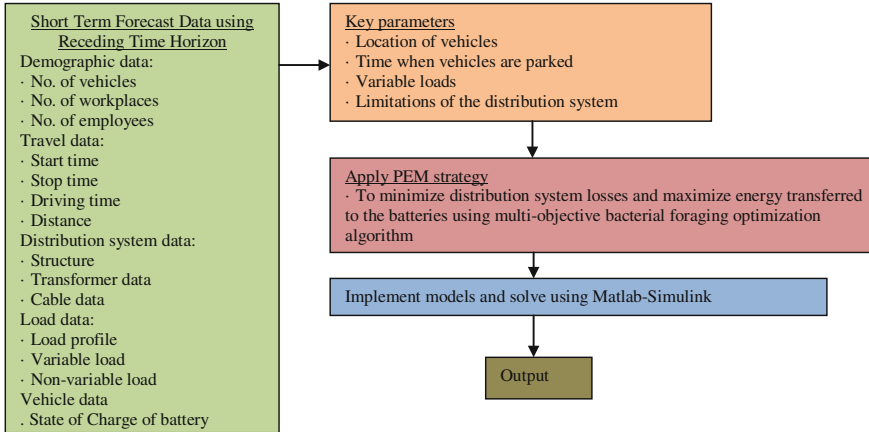 Short Term Forecast Data using
Receding Time Horizon
Demographic data:
· No. of vehicles
· No. of workplaces
· No. of employees
Travel data:
· Start time
· Stop time
· Driving time
· Distance
Distribution system data:
· Structure
· Transformer data
· Cable data
Load data:
· Load profile
· Variable load
· Non-variable load
Vehicle data
. State of Charge of battery
Key parameters
· Location of vehicles
· Time when vehicles are parked
· Variable loads
· Limitations of the distribution system
Apply PEM strategy
· To minimize distribution system losses and maximize energy transferred
to the batteries using multi-objective bacterial foraging optimization
algorithm
Implement models and solve using Matlab-Simulink
Output